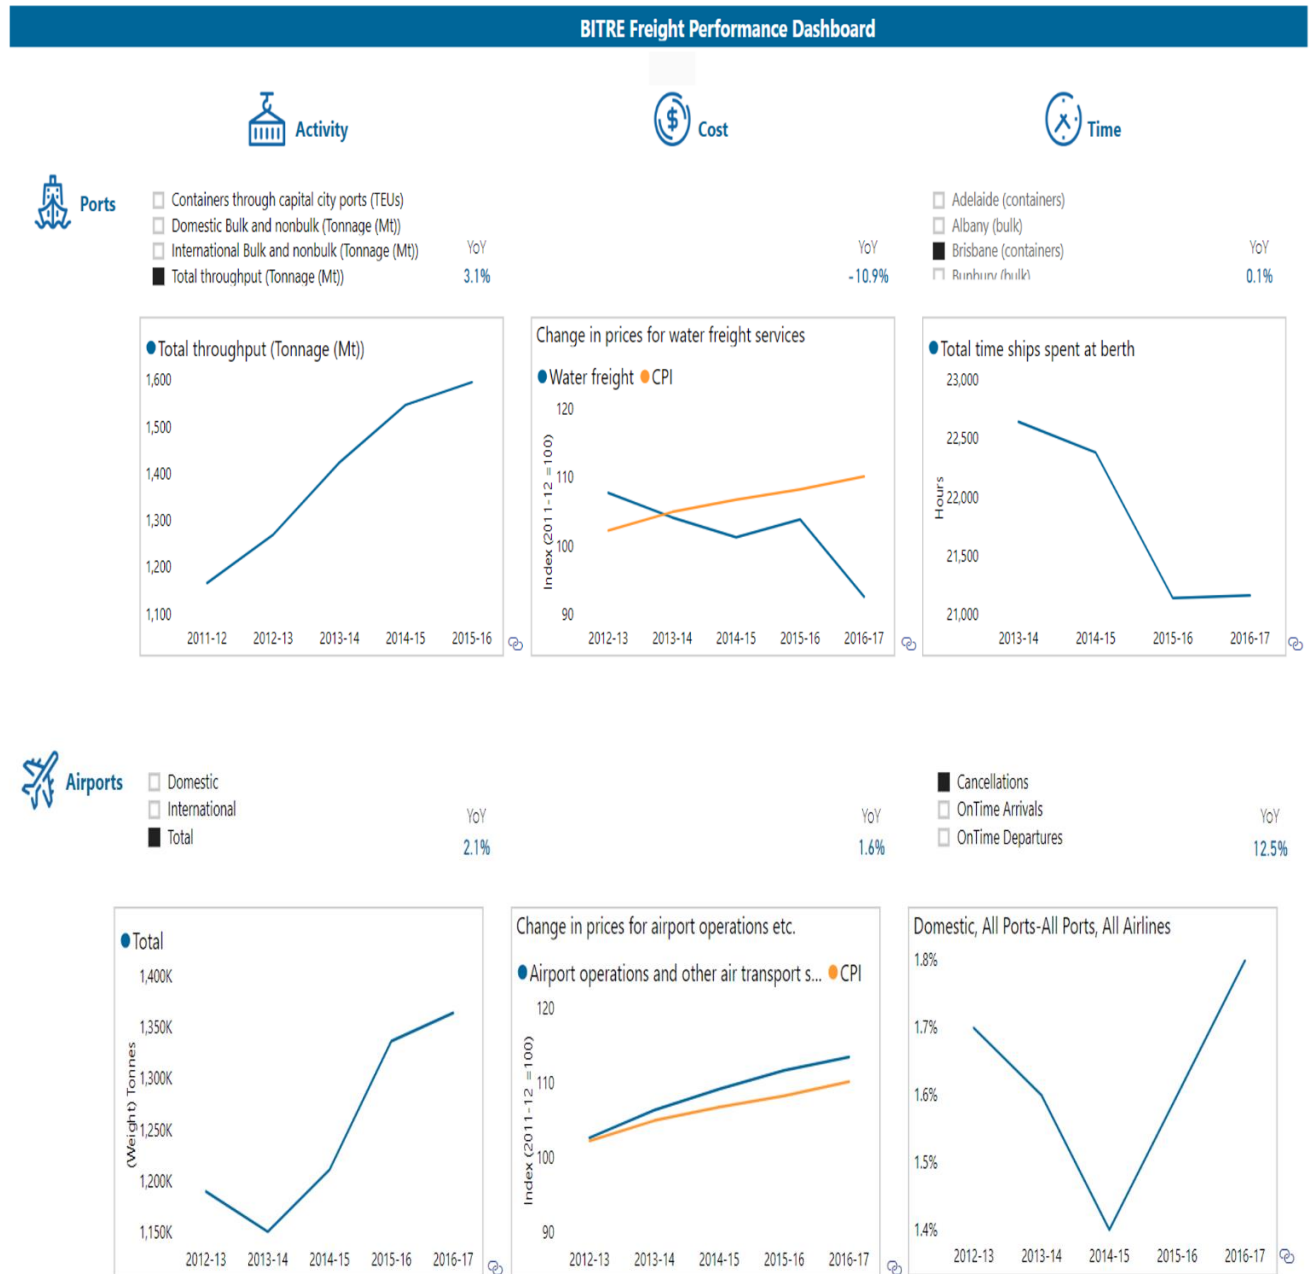 BITRE Freight Performance Dashboard
Activity
Cost
Time
Ports
Containers through capital city ports (TEUs)
Domestic Bulk and nonbulk (Tonnage (Mt))
International Bulk and nonbulk (Tonnage (Mt))
Total throughput (Tonnage (Mt))
YoY
3.1%
YoY
-10.9%
Adelaide (containers)
Albany (bulk)
Brisbane (containers)
Bunbury (bulk)
YoY
0.1%
Total throughput (Tonnage (Mt))
1,600
1,500
1,400
1,300
1,200
1,100
2011-12 2012-13 2013-14 2014-15 2015-16
Change in prices for water freight services
Water freight CPI
Index (2011-12 =100)
120
110
100
90
2012-13 2013-14 2014-15 2015-16 2016-17
Total time ships spent at berth
Hours
23,000
22,500
22,000
21,500
21,000
2013-14 2014-15 2015-16 2016-17
Airports
Domestic
International
Total
YoY
2.1%
YoY
1.6%
Cancellations
OnTime Arrivals
OnTime Departures
YoY
12.5%
Total
(Weight) Tonnes
1,400K
1,350K
1,300K
1,250K
1,200K
1,150K
2012-13 2013-14 2014-15 2015-16 2016-17
Change in prices for airport operations etc.
Airport operations and other air transport s... CPI
Index (2011-12 =100)
120
110
100
90
2012-13 2013-14 2014-15 2015-16 2016-17
Domestic, All Ports-All Ports, All Airlines
1.8%
1.7%
1.6%
1.5%
1.4%
2012-13 2013-14 2014-15 2015-16 2016-17